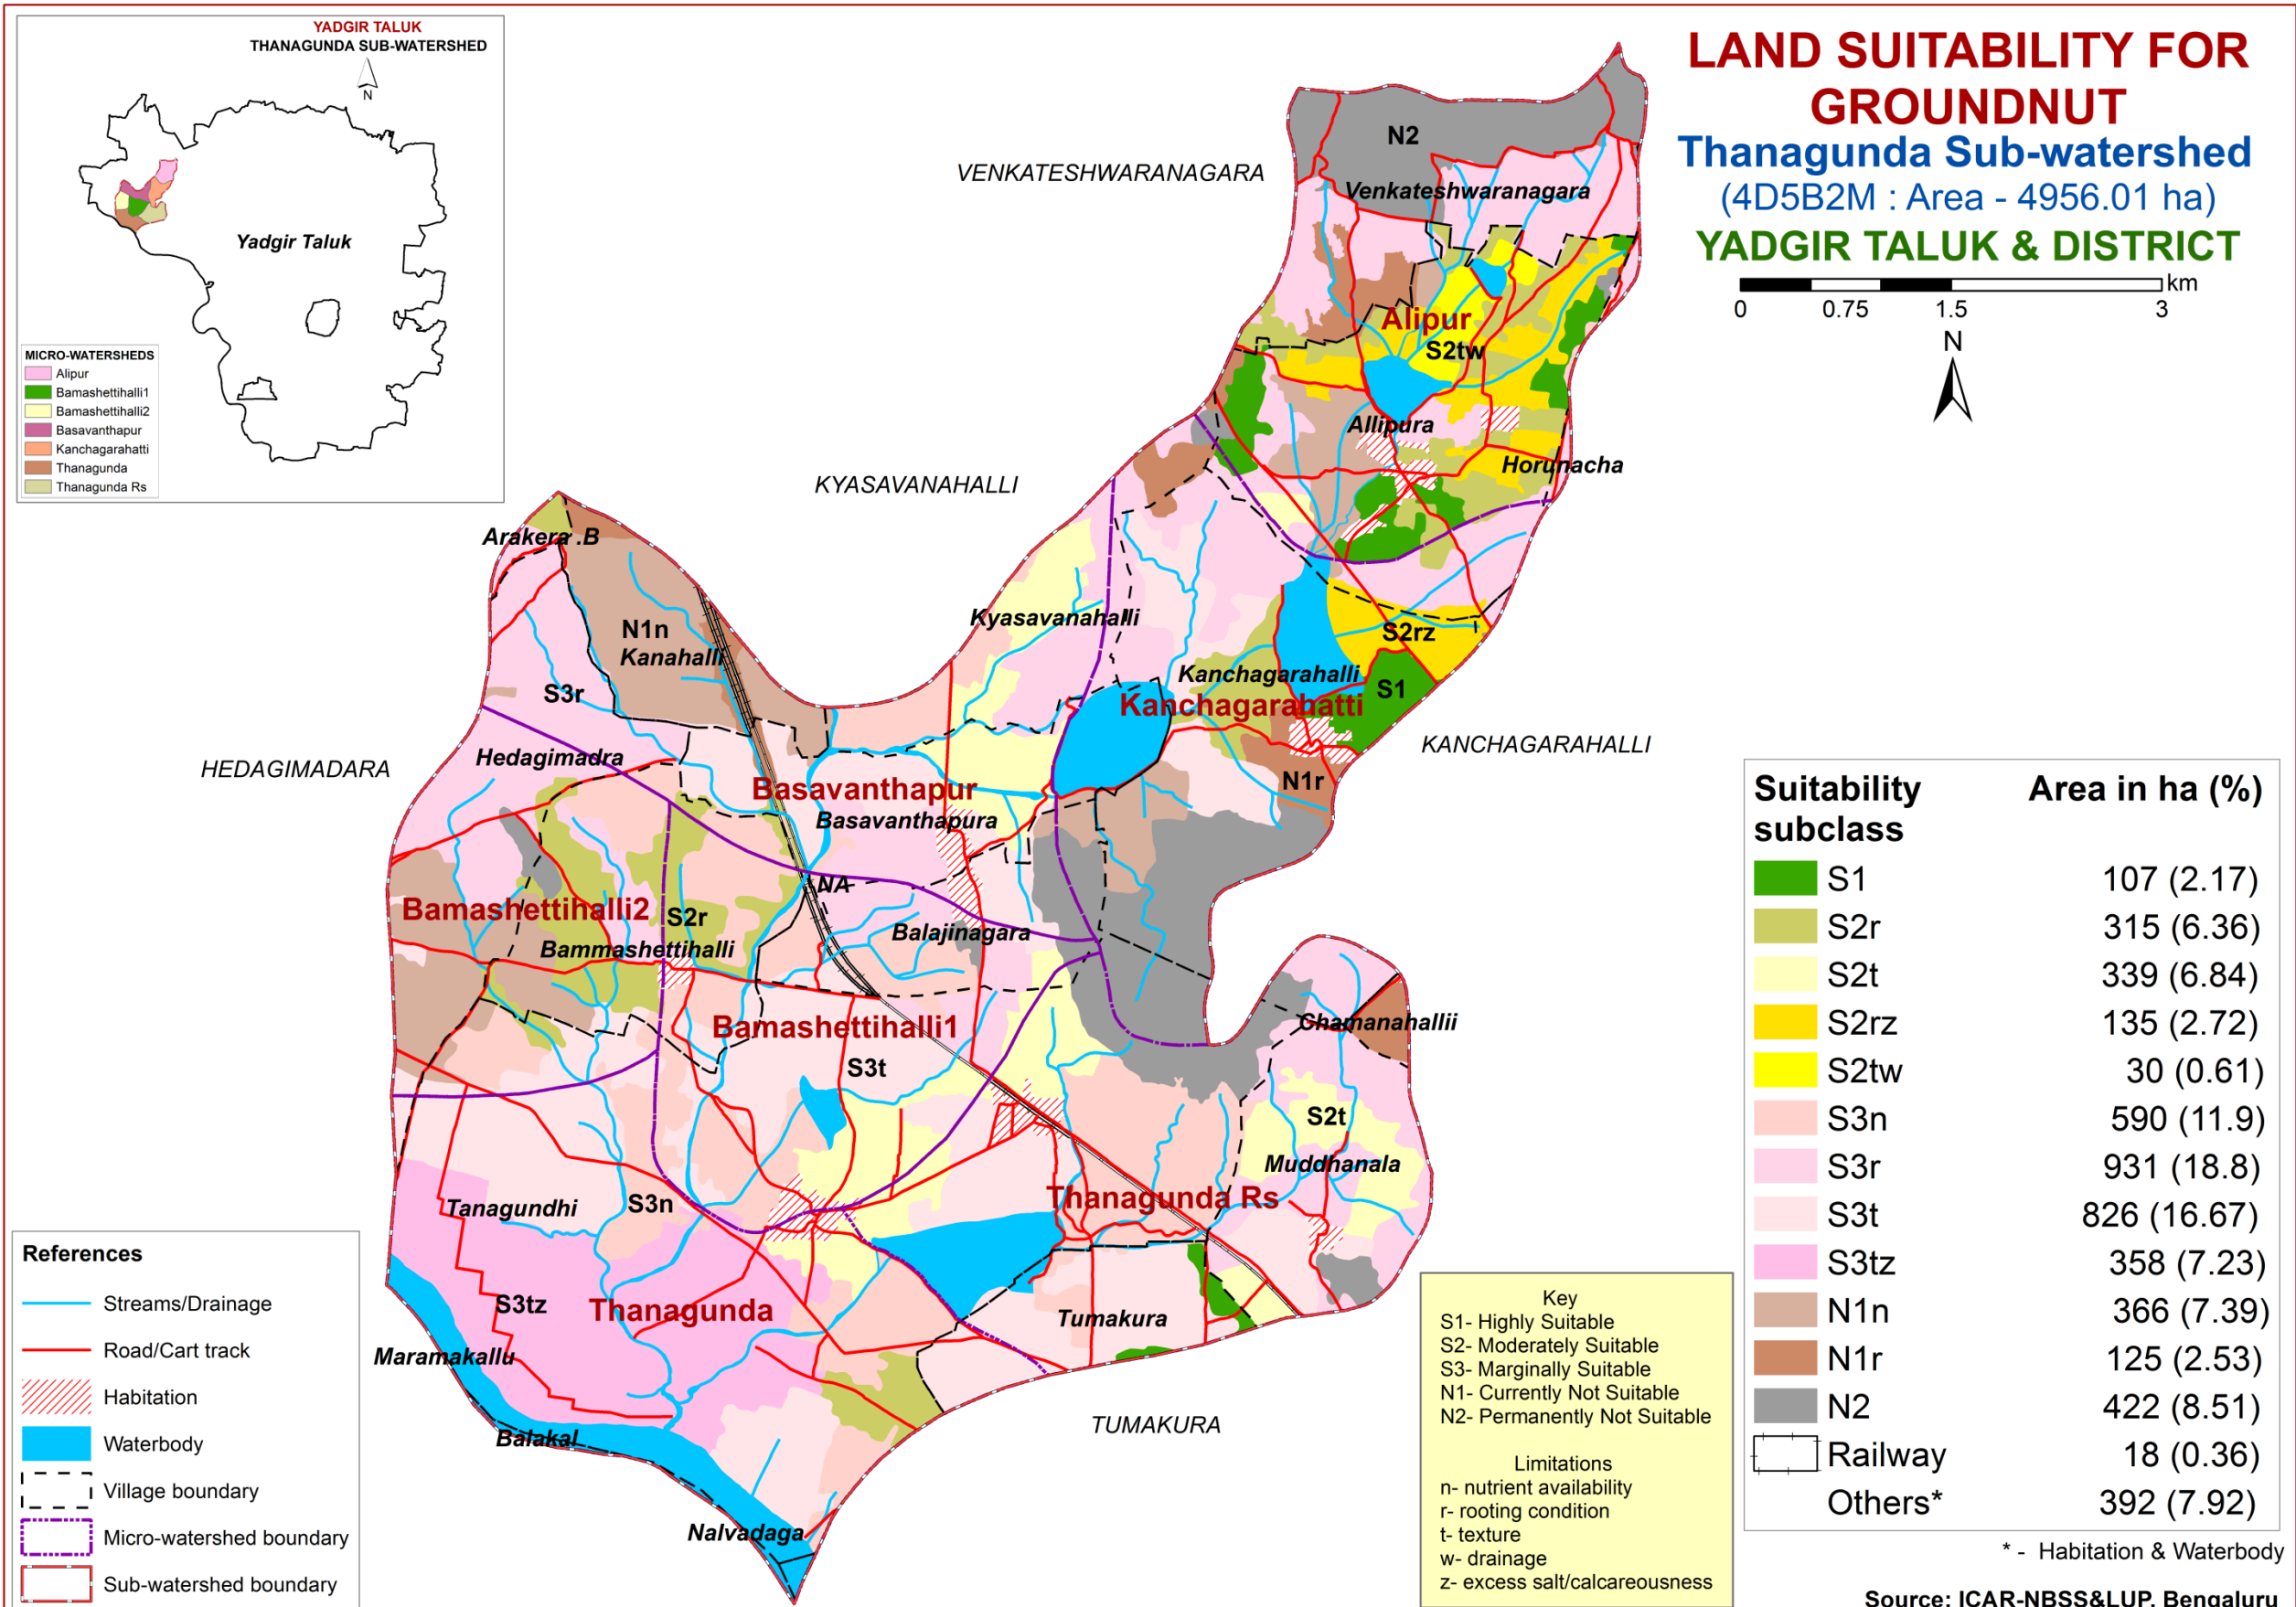 YADGIR TALUK
THANAGUNDA SUB-WATERSHED
N
Yadgir Taluk
MICRO-WATERSHEDS
Alipur
Bamashettihalli1
Bamashettihalli2
Basavanthapur
Kanchagarahatti
Thanagunda
Thanagunda Rs
LAND SUITABILITY FOR
GROUNDNUT
Thanagunda Sub-watershed
(4D5B2M : Area - 4956.01 ha)
YADGIR TALUK & DISTRICT
km
0 0.75 1.5 3
N
N2
VENKATESHWARANAGARA
Venkateshwaranagara
Alipur
S2tw
Allipura
Horunacha
KYASAVANAHALLI
Arakera .B
N1n
Kanahalli
Kyasavanahalli
S2rz
S3r
Kanchagarahalli
S1
Kanchagarahatti
KANCHAGARAHALLI
HEDAGIMADARA
Hedagimadra
Basavanthapur
N1r
Basavanthapura
NA
Bamashettihalli2
S2r
Balajinagara
Bammashettihalli
Bamashettihalli1
Chamanahallii
S3t
S2t
Muddhanala
Tanagundhi
S3n
Thanagunda Rs
S3tz
Thanagunda
Tumakura
Maramakallu
Balakal
TUMAKURA
Nalvadaga
References
Streams/Drainage
Road/Cart track
Habitation
Waterbody
Village boundary
Micro-watershed boundary
Sub-watershed boundary
Key
S1- Highly Suitable
S2- Moderately Suitable
S3- Marginally Suitable
N1- Currently Not Suitable
N2- Permanently Not Suitable
Limitations
n- nutrient availability
r- rooting condition
t- texture
w- drainage
z- excess salt/calcareousness
Suitability Area in ha (%)
subclass
S1 107 (2.17)
S2r 315 (6.36)
S2t 339 (6.84)
S2rz 135 (2.72)
S2tw 30 (0.61)
S3n 590 (11.9)
S3r 931 (18.8)
S3t 826 (16.67)
S3tz 358 (7.23)
N1n 366 (7.39)
N1r 125 (2.53)
N2 422 (8.51)
Railway 18 (0.36)
Others* 392 (7.92)
* - Habitation & Waterbody
Source: ICAR-NBSS&LUP, Bengaluru